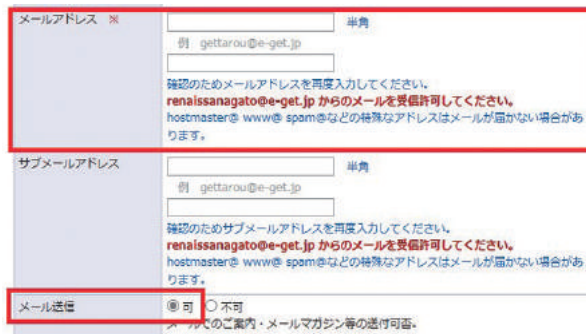 メールアドレス ※
半角
例 gettarou@e-get.jp
確認のためメールアドレスを再度入力してください。
renaissanagato@e-get.jp からのメールを受信許可してください。
hostmaster@ www@ spam@などの特殊なアドレスはメールが届かない場合があ
ります。
サブメールアドレス
半角
例 gettarou@e-get.jp
確認のためサブメールアドレスを再度入力してください。
renaissanagato@e-get.jp からのメールを受信許可してください。
hostmaster@ www@ spam@などの特殊なアドレスはメールが届かない場合があ
ります。
メール送信
可 不可
メールでのご案内・メールマガジン等の送付可否。